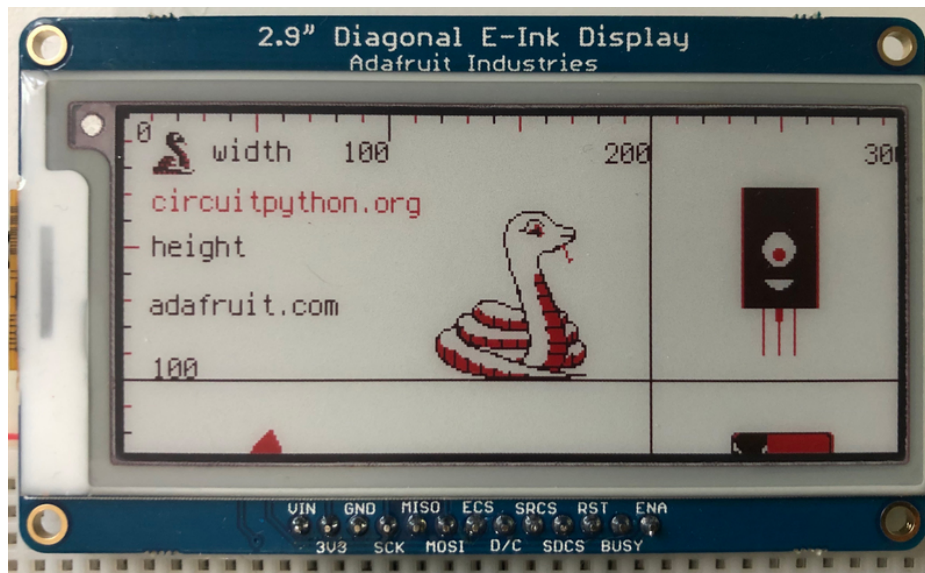 2.9” Diagonal E-Ink Display
Adafruit Industries
0
width 100 200 30
circuitpython.org
height
adafruit.com
100
VIN GND MISO ECS SRCS RST ENA
3V3 SCK MOSI D/C SDCS BUSY